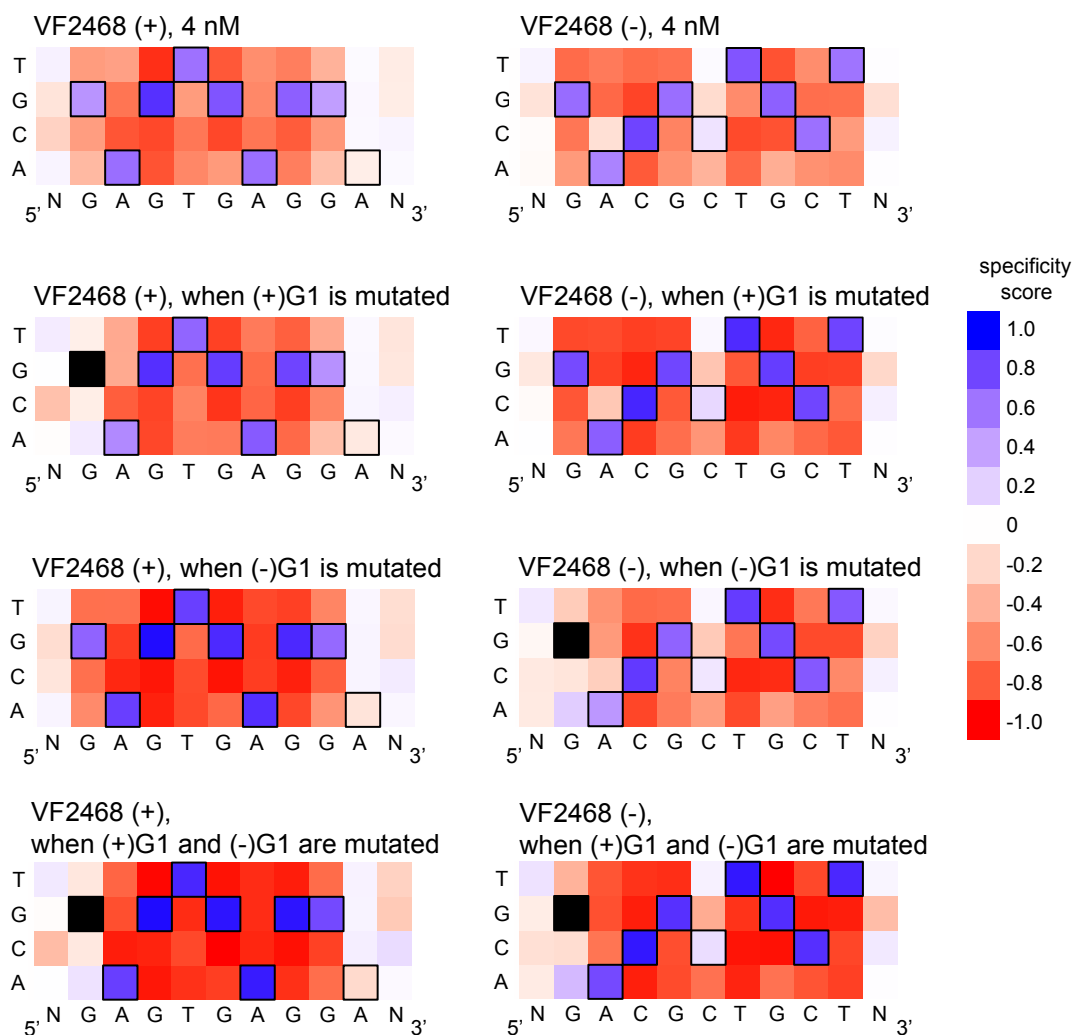 VF2468 (+), 4 nM
T
G
C
A
5’ N G A G T G A G G A N 3’
VF2468 (-), 4 nM
T
G
C
A
5’ N G A C G C T G C T N 3’
VF2468 (+), when (+)G1 is mutated
T
G
C
A
5’ N G A G T G A G G A N 3’
VF2468 (-), when (+)G1 is mutated
T
G
C
A
5’ N G A C G C T G C T N 3’
VF2468 (+), when (-)G1 is mutated
T
G
C
A
5’ N G A G T G A G G A N 3’
VF2468 (-), when (-)G1 is mutated
T
G
C
A
5’ N G A C G C T G C T N 3’
VF2468 (+),
when (+)G1 and (-)G1 are mutated
T
G
C
A
5’ N G A G T G A G G A N 3’
VF2468 (-),
when (+)G1 and (-)G1 are mutated
T
G
C
A
5’ N G A C G C T G C T N 3’
specificity
score
1.0
0.8
0.6
0.4
0.2
0
-0.2
-0.4
-0.6
-0.8
-1.0